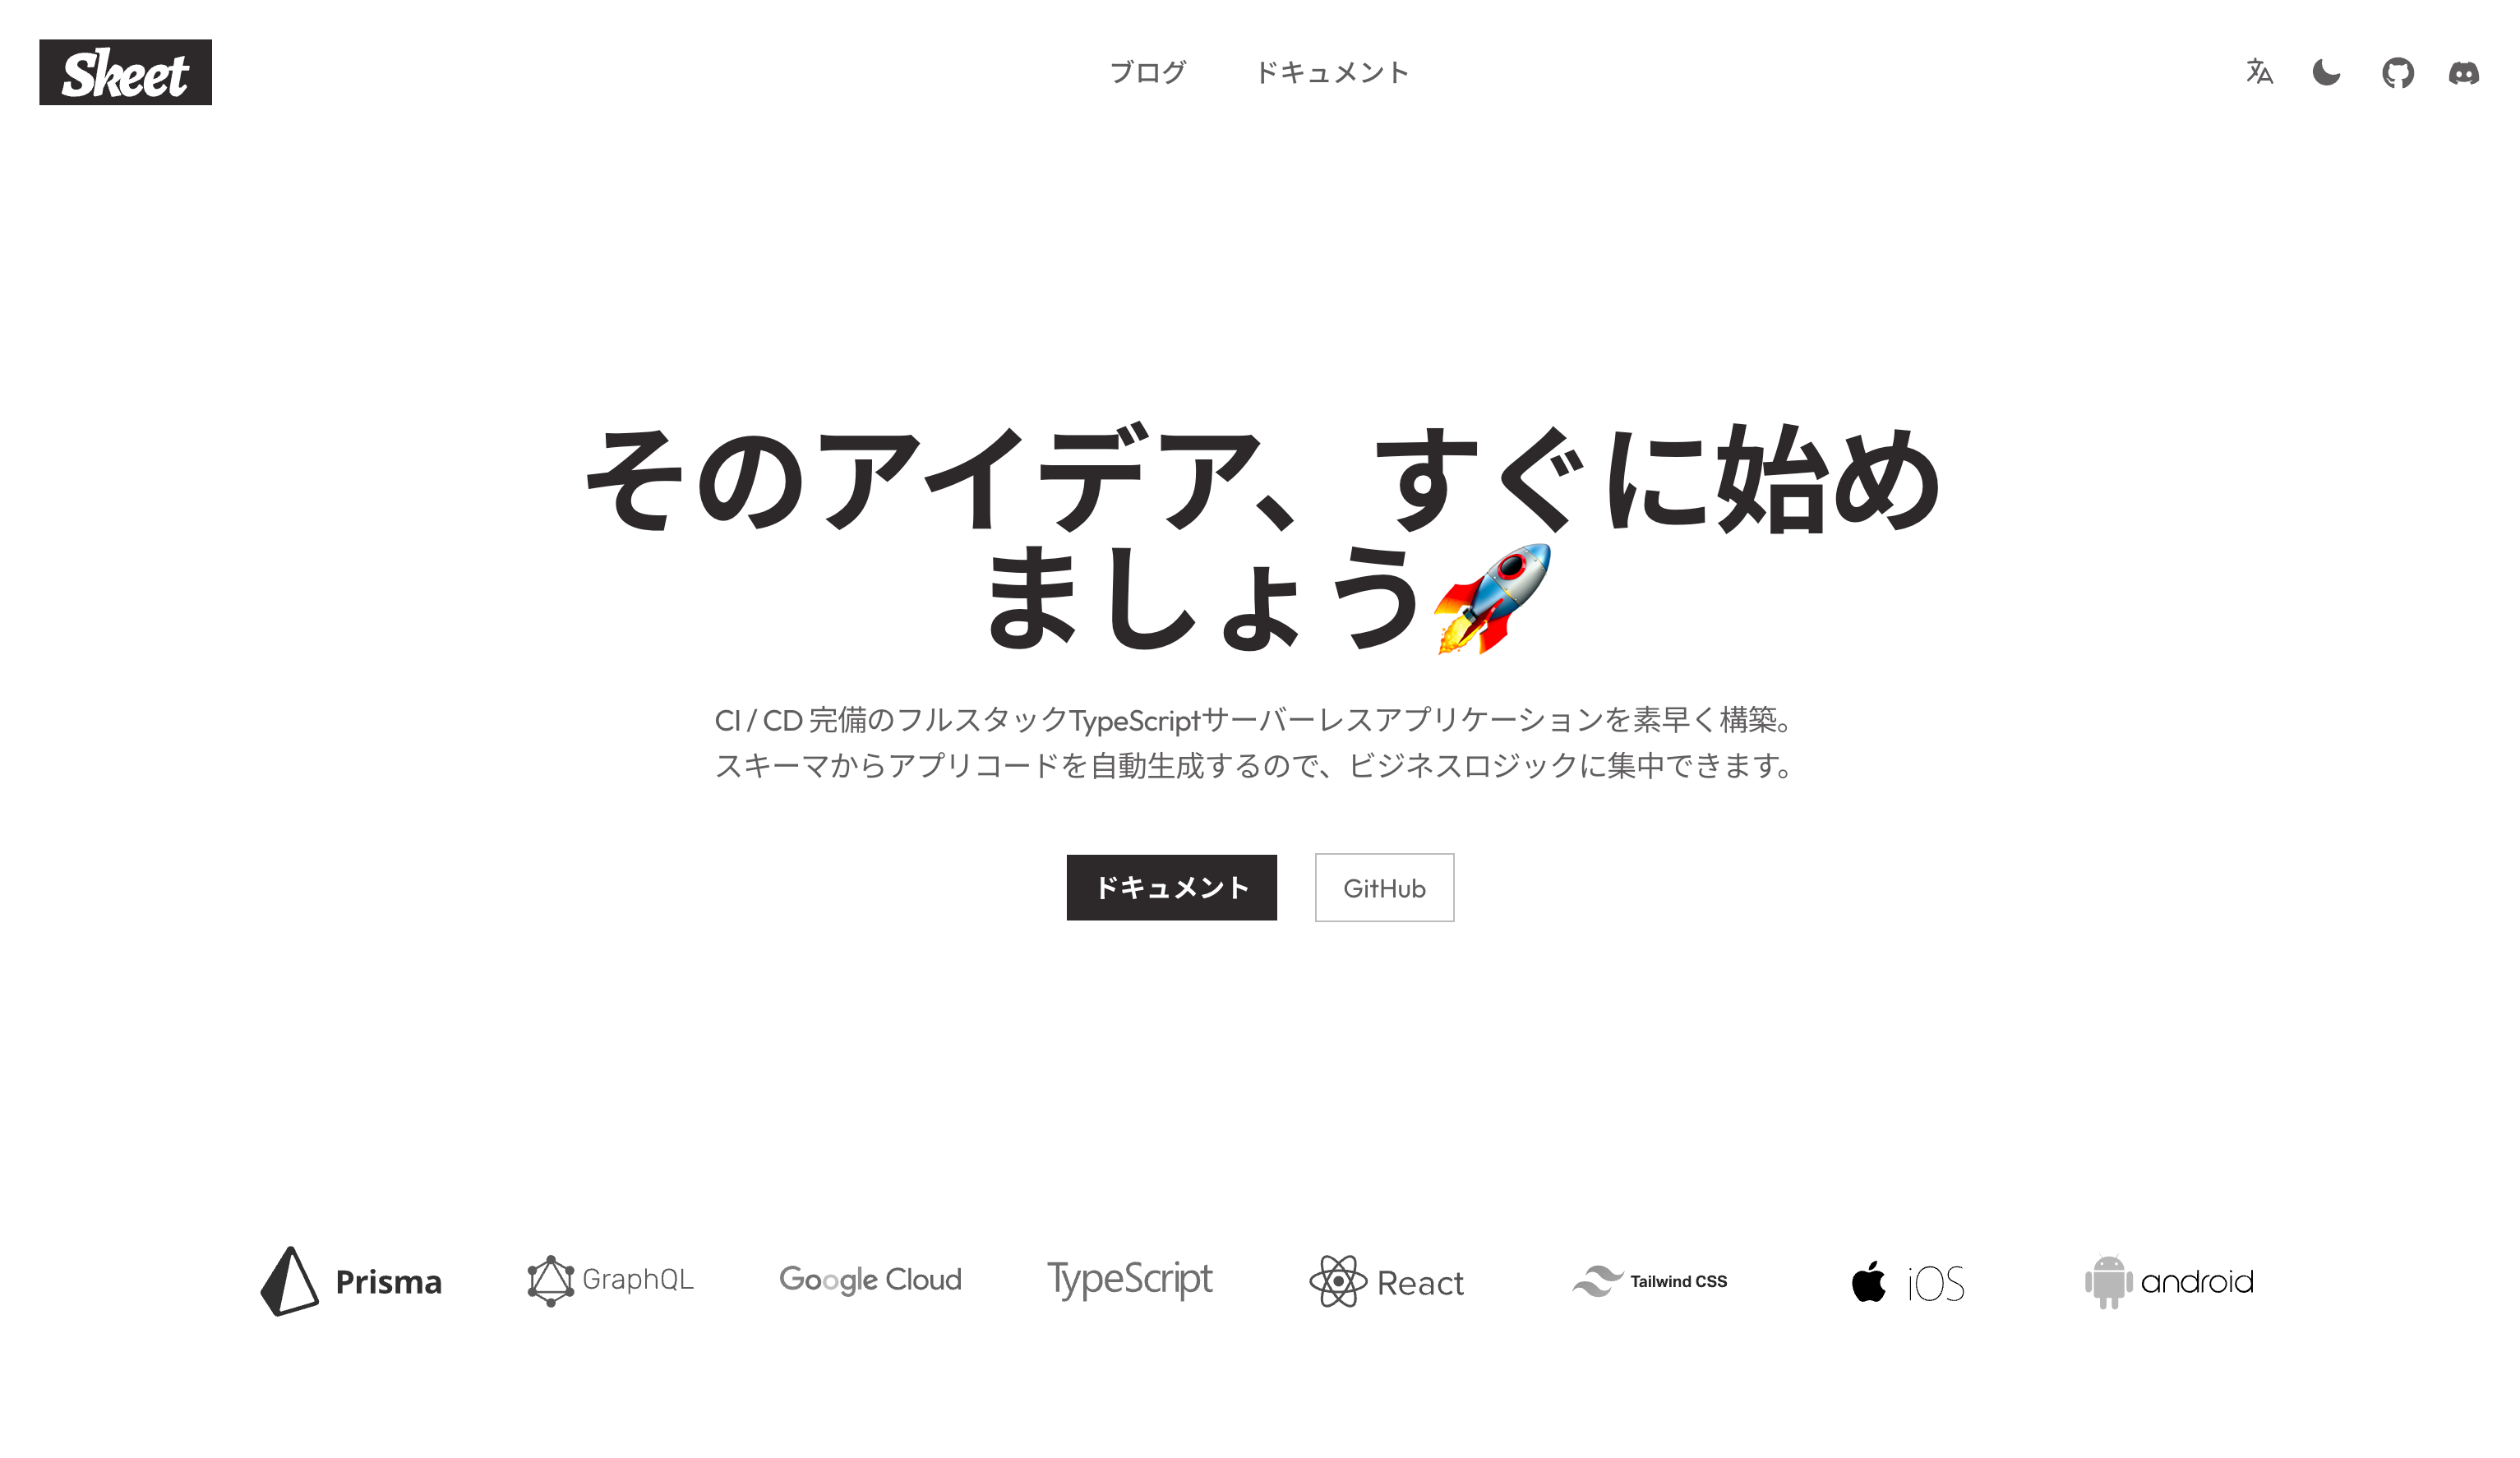 Skeet
ブログ
ドキュメント
そのアイデア、すぐに始め
ましょう🚀
CI / CD 完備のフルスタックTypeScriptサーバーレスアプリケーションを素早く構築。
スキーマからアプリコードを自動生成するので、ビジネスロジックに集中できます。
ドキュメント
GitHub
Prisma
GraphQL
Google Cloud
TypeScript
React
Tailwind CSS
iOS
android